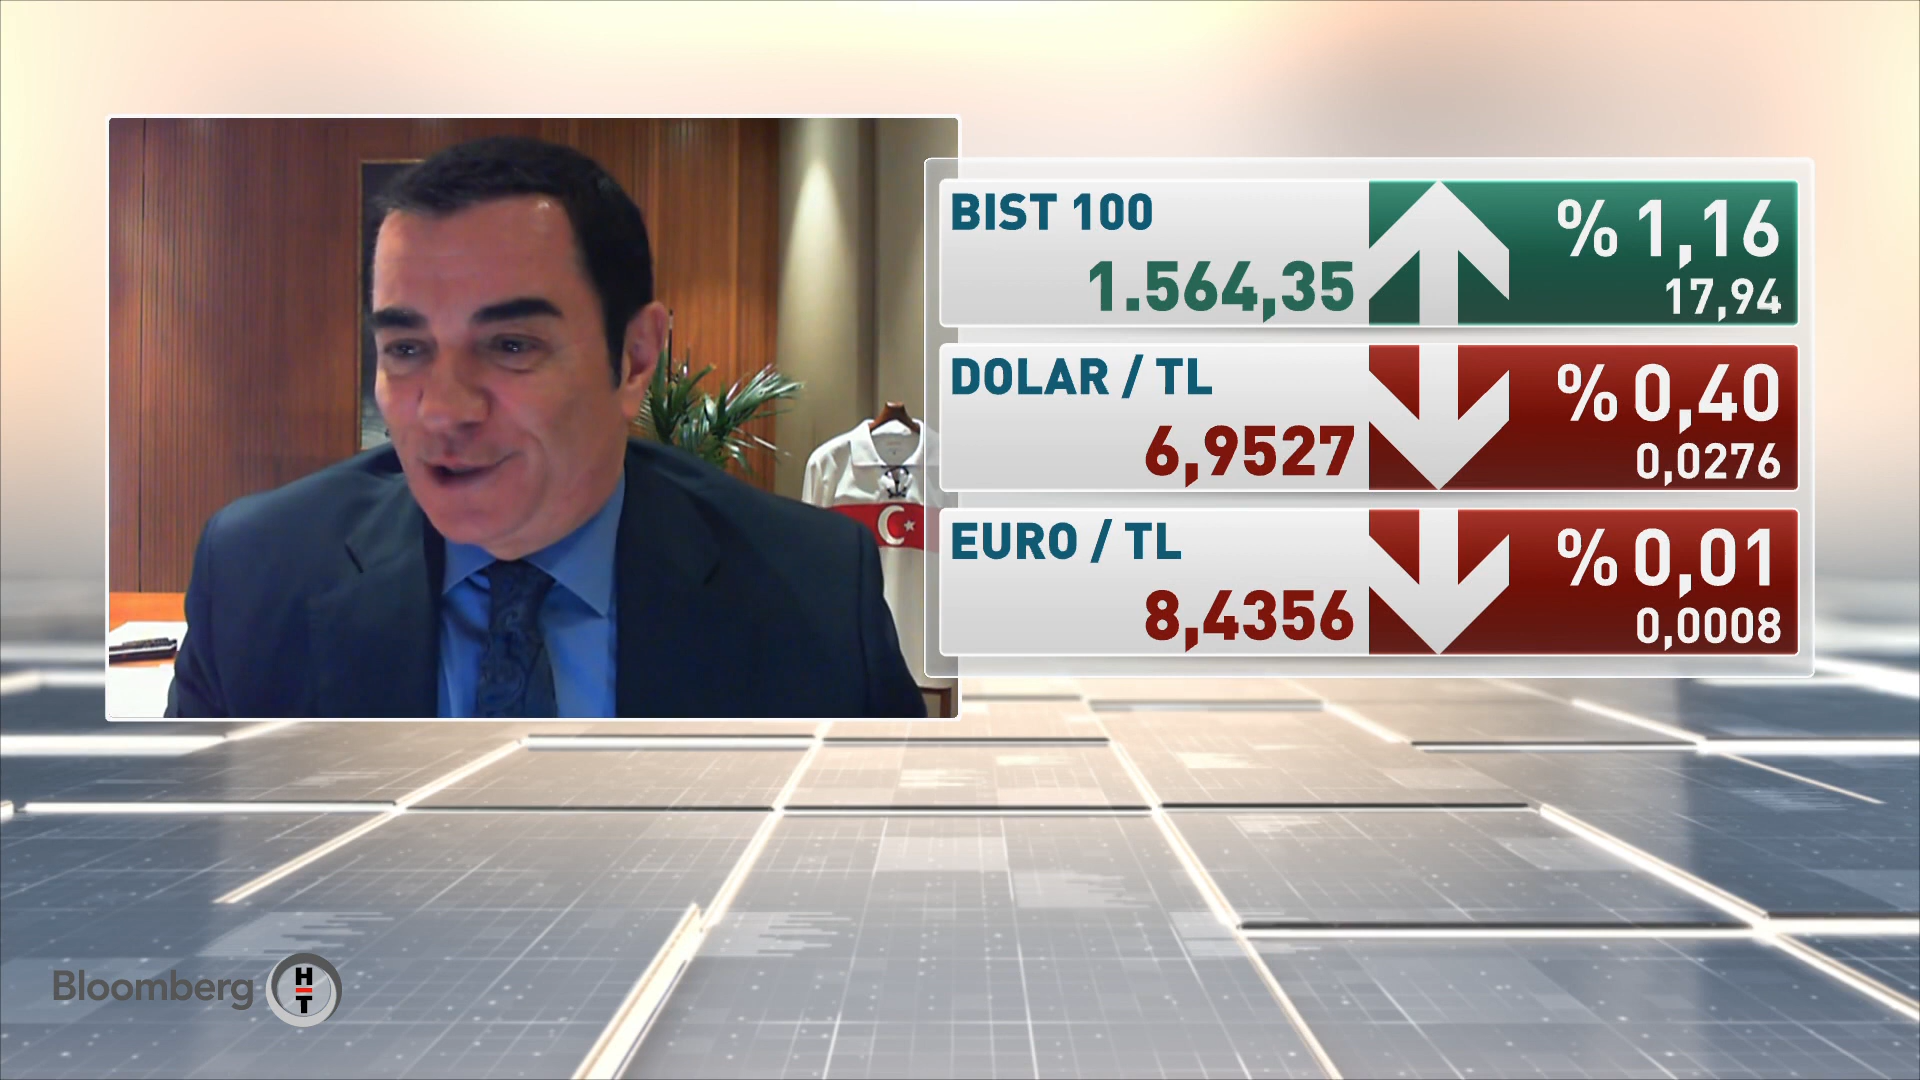 BIST 100
1.564,35
% 1,16
17,94
DOLAR / TL
6,9527
% 0,40
0,0276
EURO / TL
8,4356
% 0,01
0,0008
Bloomberg HT